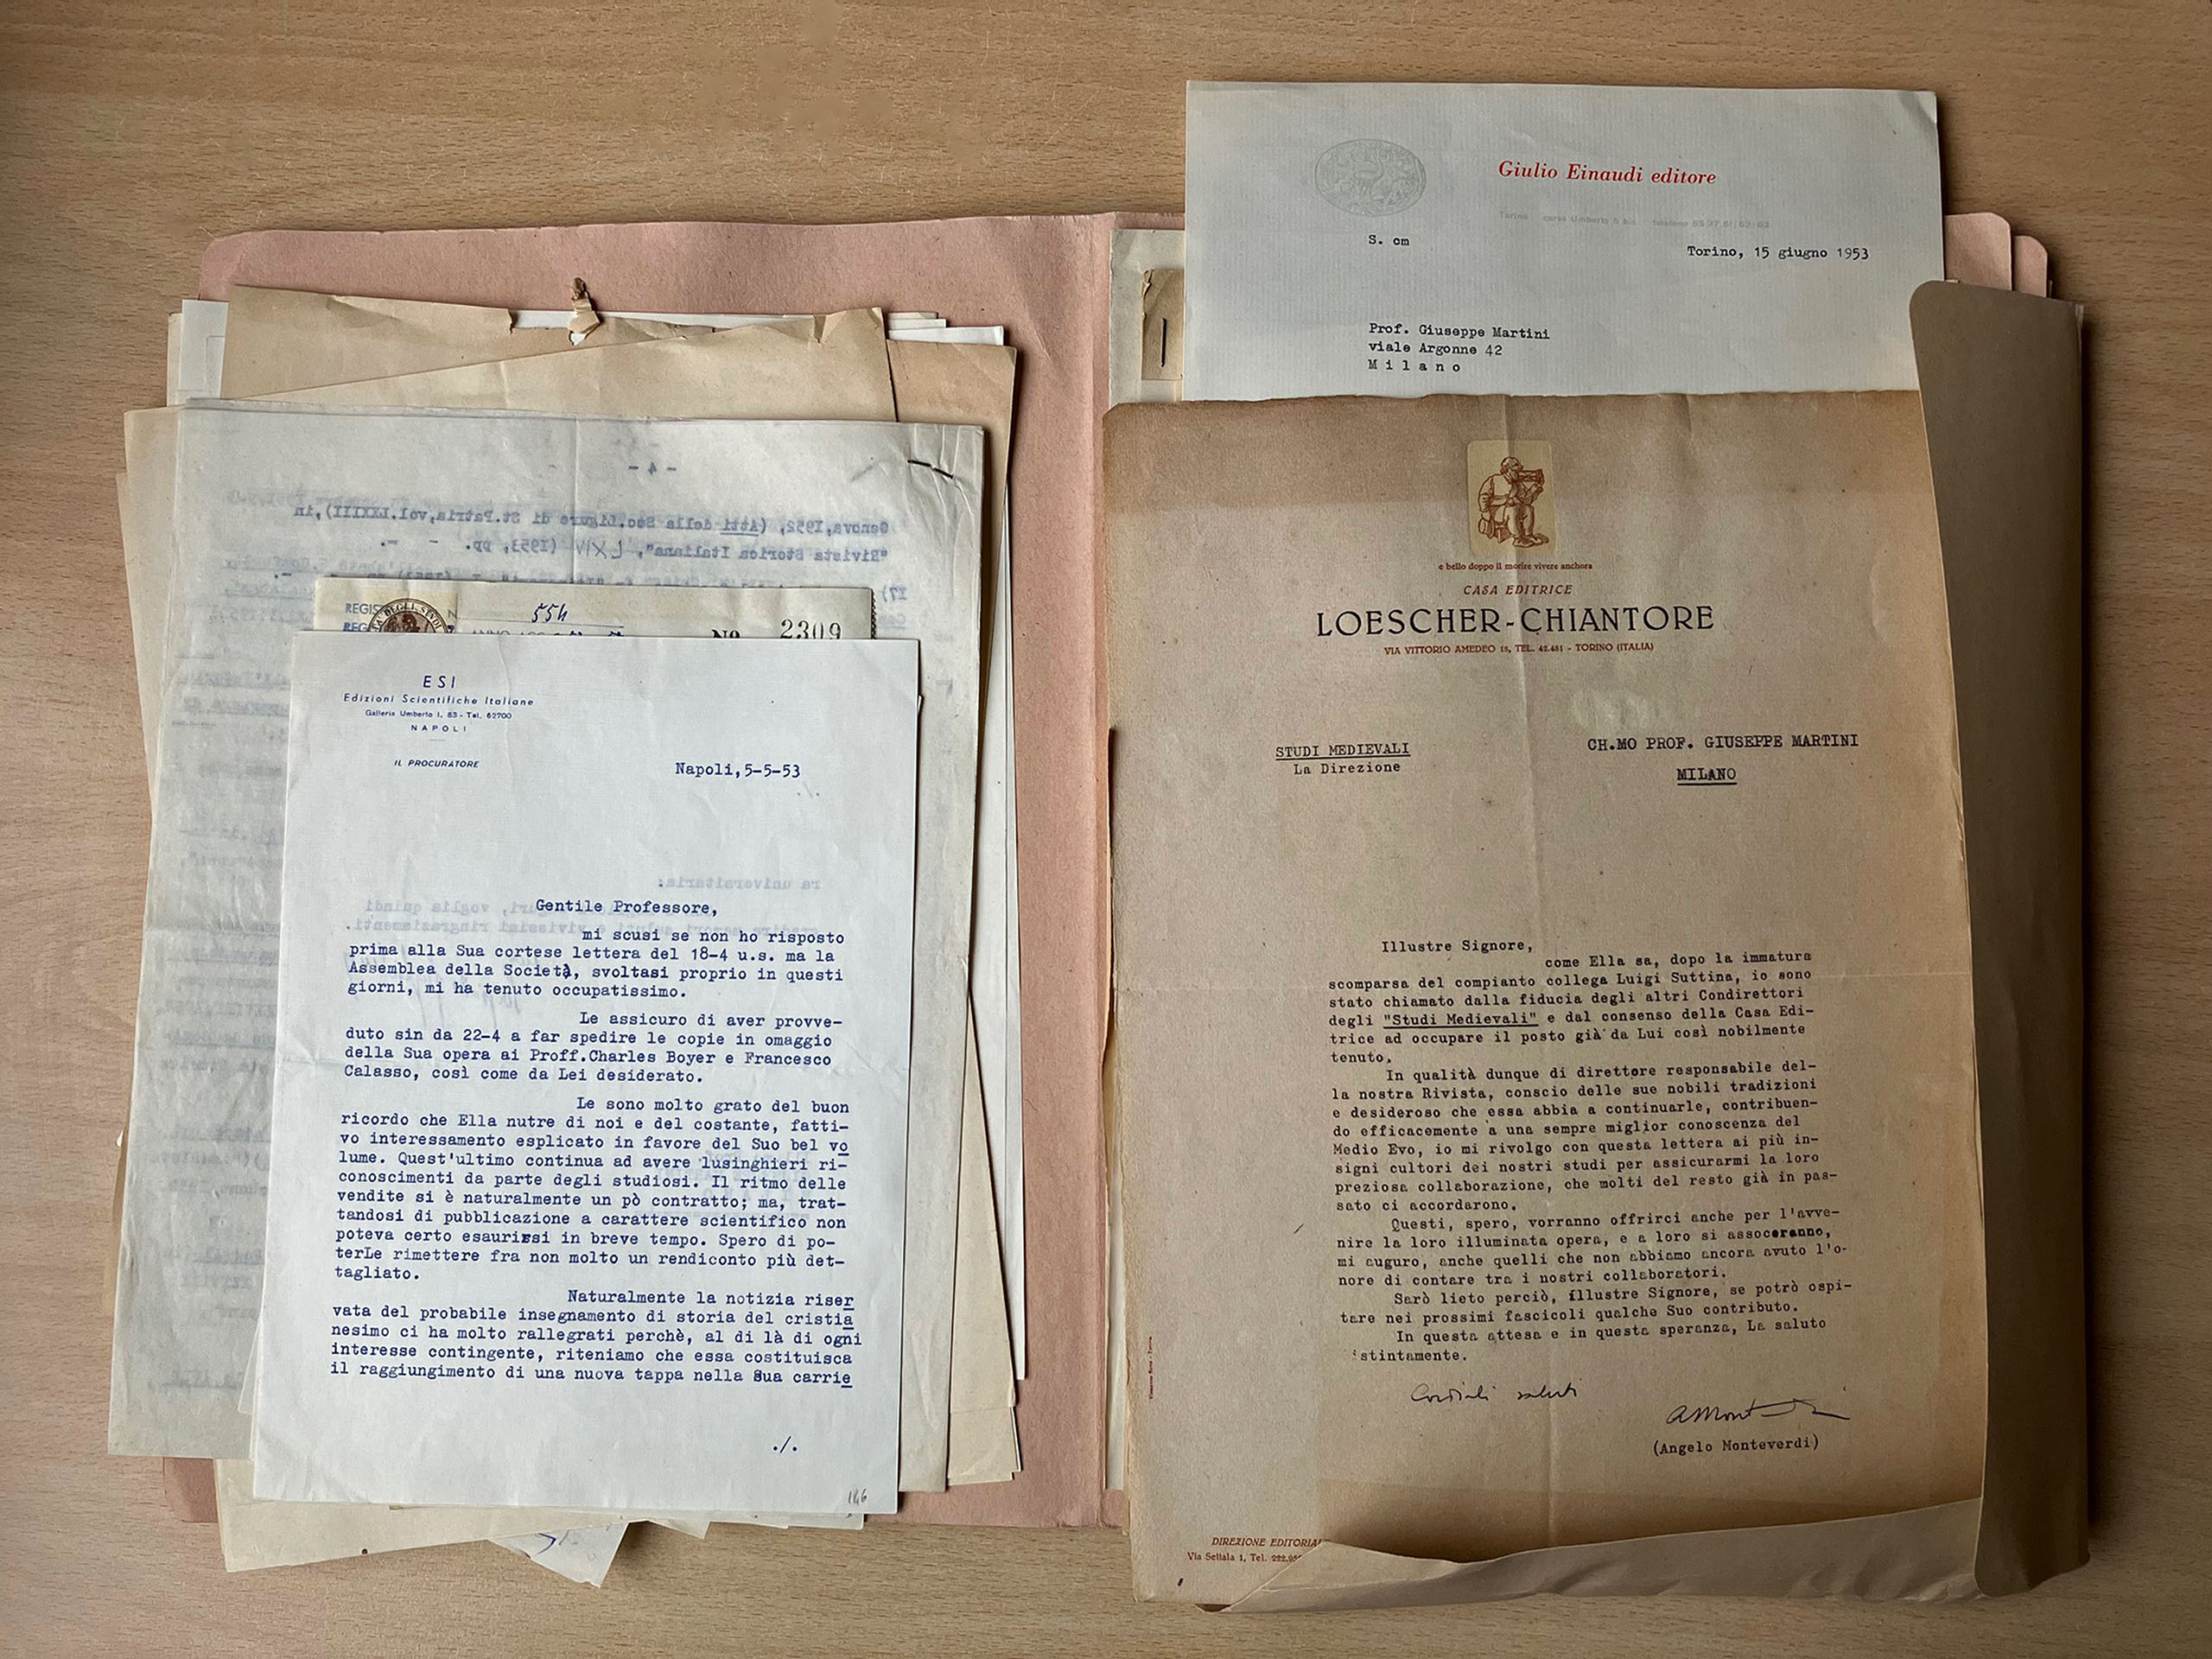 - 4 -
Genova,1952, (Atti della Soc.Ligure di St.Patria,vol.LXXIII),in
"Rivista Storica Italiana", LXIV (1953, pp. - -.
17)
554
Nº 2309
ESI
Edizioni Scientifiche Italiane
Galleria Umberto I, 83 - Tel. 62700
NAPOLI
IL PROCURATORE
Napoli,5-5-53
ra universitaria:
voglia quindi
vivissimi ringraziamenti.
Gentile Professore,
mi scusi se non ho risposto
prima alla Sua cortese lettera del 18-4 u.s. ma la
Assemblea della Società, svoltasi proprio in questi
giorni, mi ha tenuto occupatissimo.
Le assicuro di aver provve-
duto sin da 22-4 a far spedire le copie in omaggio
della Sua opera ai Proff.Charles Boyer e Francesco
Calasso, così come da Lei desiderato.
Le sono molto grato del buon
ricordo che Ella nutre di noi e del costante, fatti-
vo interessamento esplicato in favore del Suo bel vo
lume. Quest'ultimo continua ad avere lusinghieri ri-
conoscimenti da parte degli studiosi. Il ritmo delle
vendite si è naturalmente un pò contratto; ma, trat-
tandosi di pubblicazione a carattere scientifico non
poteva certo esaurirsi in breve tempo. Spero di po-
terLe rimettere fra non molto un rendiconto più det-
tagliato.
Naturalmente la notizia riser
vata del probabile insegnamento di storia del cristia
nesimo ci ha molto rallegrati perchè, al di là di ogni
interesse contingente, riteniamo che essa costituisca
il raggiungimento di una nuova tappa nella Sua carrie
./.
146
Giulio Einaudi editore
Torino corso Umberto 5 bis telefono
S. cm
Torino, 15 giugno 1953
Prof. Giuseppe Martini
viale Argonne 42
Milano
e bello doppo il morire vivere anchora
CASA EDITRICE
LOESCHER-CHIANTORE
VIA VITTORIO AMEDEO 18, TEL. 42.481 - TORINO (ITALIA)
STUDI MEDIEVALI
La Direzione
CH.MO PROF. GIUSEPPE MARTINI
MILANO
Illustre Signore,
come Ella sa, dopo la immatura
scomparsa del compianto collega Luigi Suttina, io sono
stato chiamato dalla fiducia degli altri Condirettori
degli "Studi Medievali" e dal consenso della Casa Edi-
trice ad occupare il posto già da Lui così nobilmente
tenuto.
In qualità dunque di direttore responsabile del-
la nostra Rivista, conscio delle sue nobili tradizioni
e desideroso che essa abbia a continuarle, contribuen-
do efficacemente a una sempre miglior conoscenza del
Medio Evo, io mi rivolgo con questa lettera ai più in-
signi cultori dei nostri studi per assicurarmi la loro
preziosa collaborazione, che molti del resto già in pas-
sato ci accordarono.
Questi, spero, vorranno offrirci anche per l'avve-
nire la loro illuminata opera, e a loro si assoceranno,
mi auguro, anche quelli che non abbiamo ancora avuto l'o-
nore di contare tra i nostri collaboratori.
Sarò lieto perciò, illustre Signore, se potrò ospi-
tare nei prossimi fascicoli qualche Suo contributo.
In questa attesa e in questa speranza, La saluto
stintamente.
Cordiali saluti
(Angelo Monteverdi)
DIREZIONE EDITORIA
Via Settala 1, Tel.